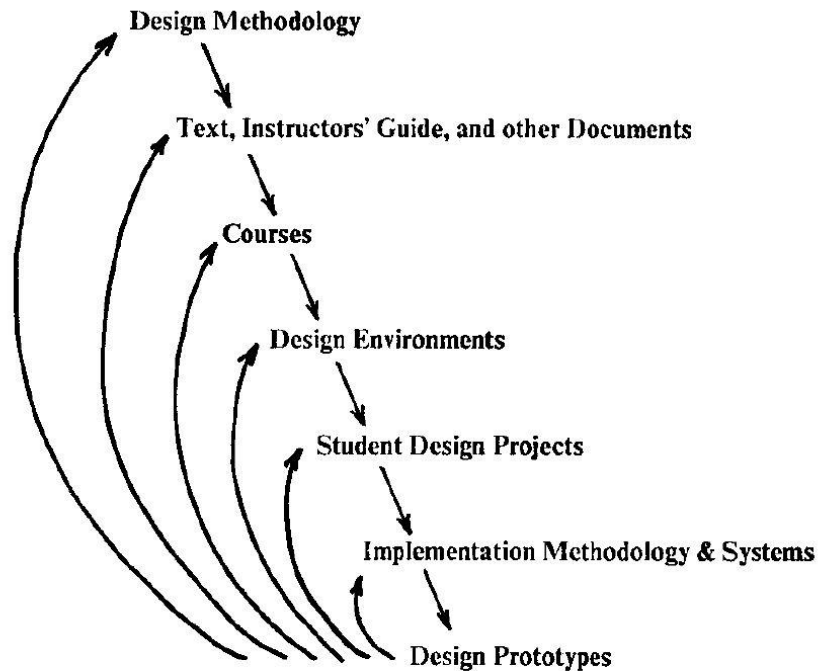 Design Methodology
Text, Instructors' Guide, and other Documents
Courses
Design Environments
Student Design Projects
Implementation Methodology & Systems
Design Prototypes